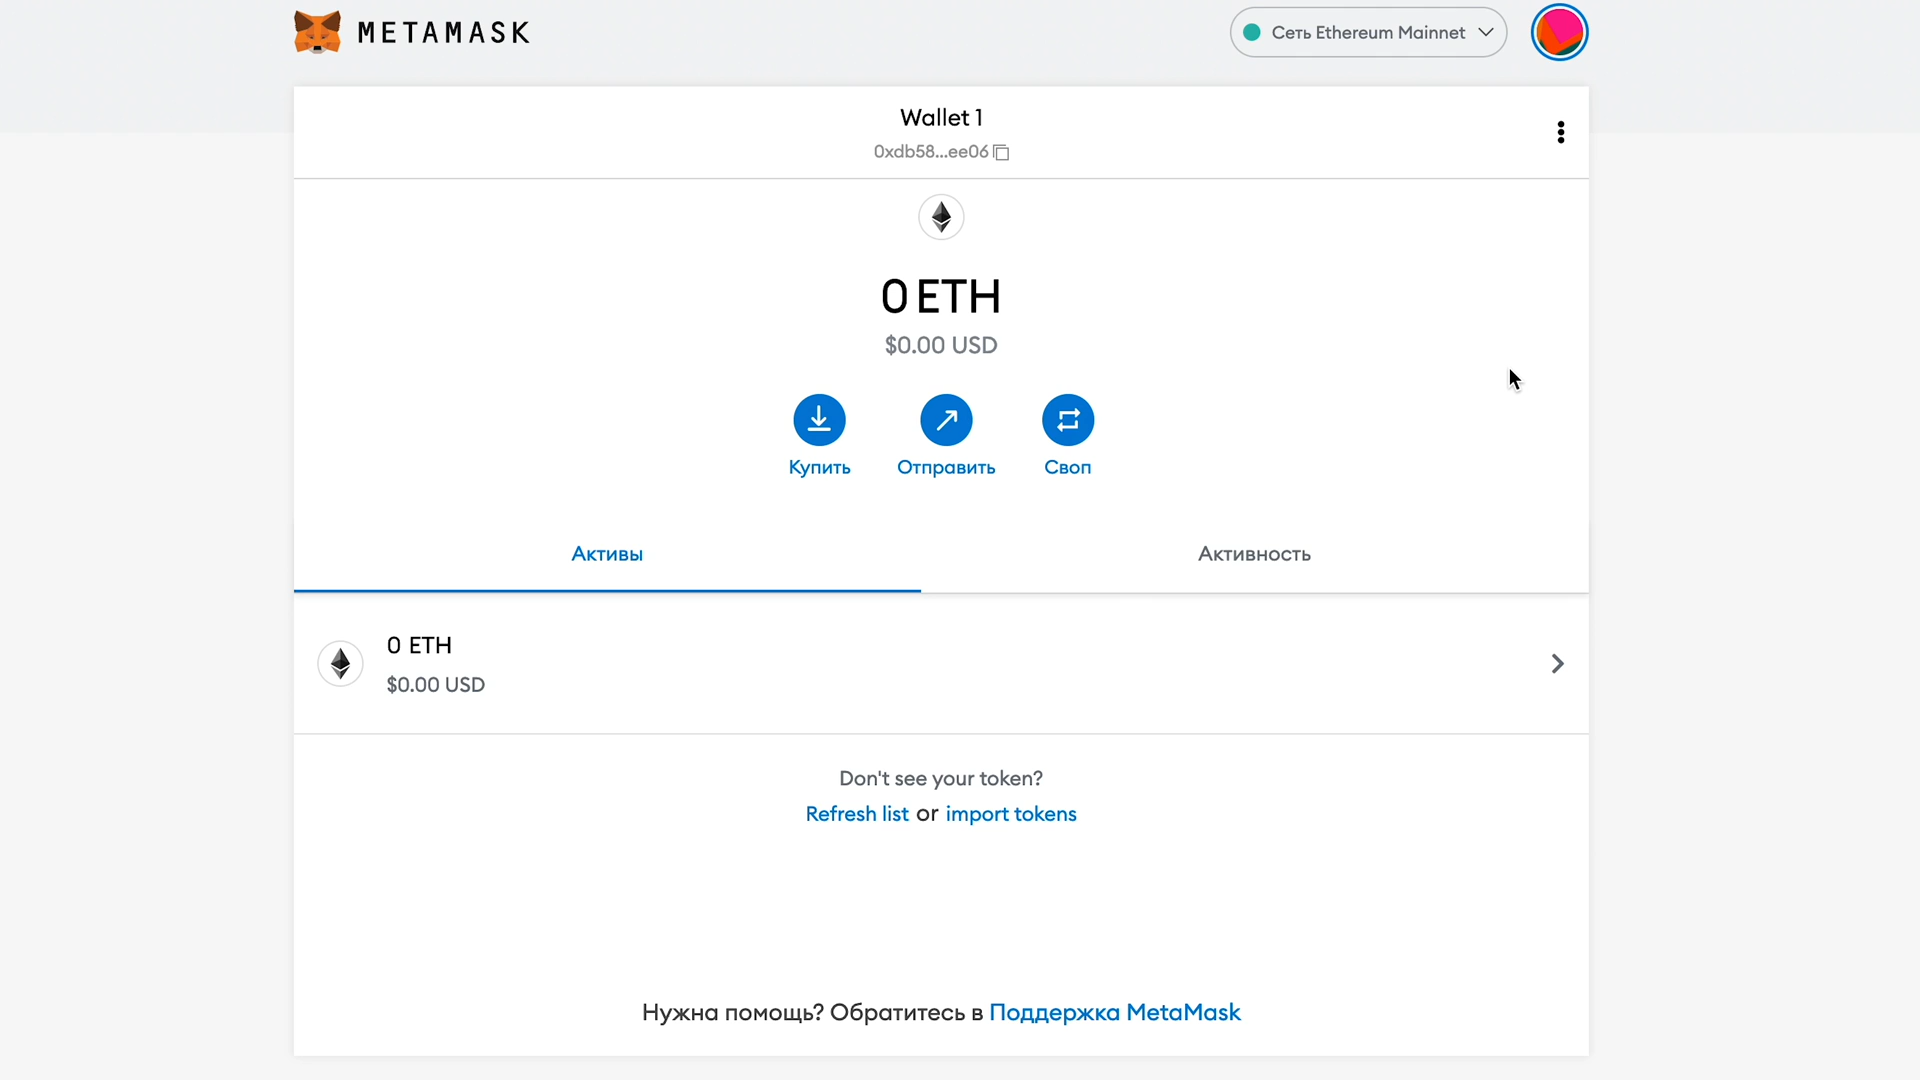 METAMASK
Сеть Ethereum Mainnet
Wallet 1
0xdb58...ee06
0 ETH
$0.00 USD
Купить
Отправить
Своп
Активы
Активность
0 ETH
$0.00 USD
Don't see your token?
Refresh list or import tokens
Нужна помощь? Обратитесь в Поддержка MetaMask